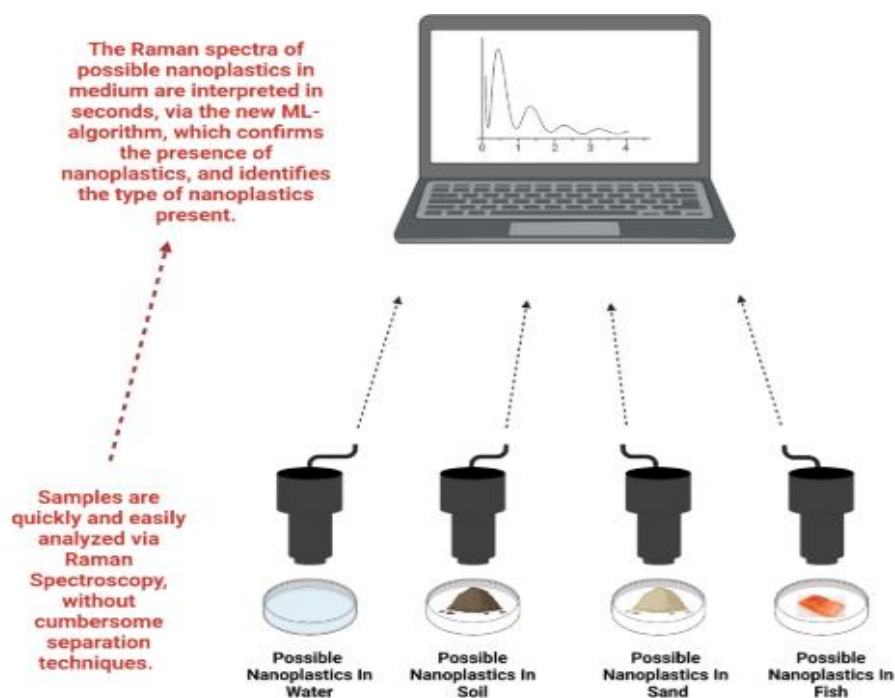 The Raman spectra of
possible nanoplastics in
medium are interpreted in
seconds, via the new ML-
algorithm, which confirms
the presence of
nanoplastics, and identifies
the type of nanoplastics
present.
0 1 2 3 4
Samples are
quickly and easily
analyzed via
Raman
Spectroscopy,
without
cumbersome
separation
techniques.
Possible
Nanoplastics In
Water
Possible
Nanoplastics In
Soil
Possible
Nanoplastics In
Sand
Possible
Nanoplastics In
Fish